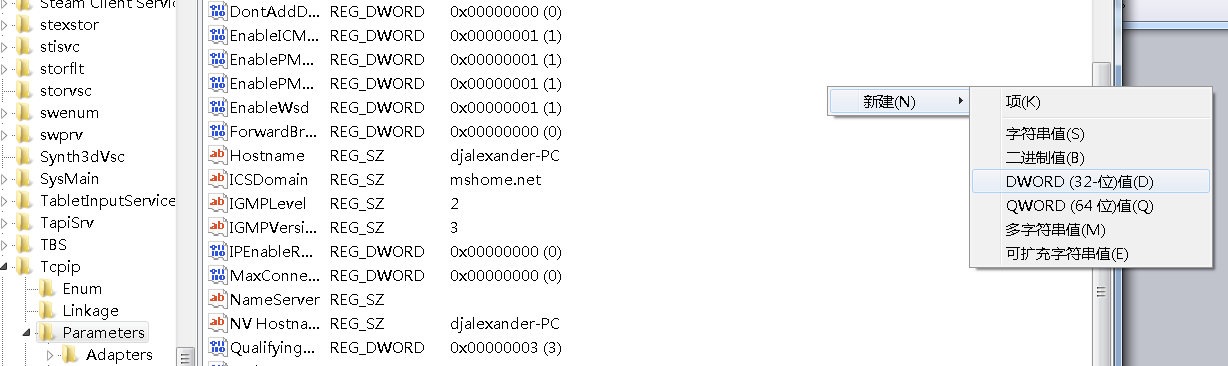 Steam Client Serv
stexstor
stisvc
storflt
storvsc
swenum
swprv
Synth3dVsc
SysMain
TabletInputService
TapiSrv
TBS
Tcpip
Enum
Linkage
Parameters
Adapters
DontAddD... REG_DWORD 0x00000000 (0)
EnableICM... REG_DWORD 0x00000001 (1)
EnablePM... REG_DWORD 0x00000001 (1)
EnablePM... REG_DWORD 0x00000001 (1)
EnableWsd REG_DWORD 0x00000001 (1)
ForwardBr... REG_DWORD 0x00000000 (0)
Hostname REG_SZ djalexander-PC
ICSDomain REG_SZ mshome.net
IGMPLevel REG_SZ 2
IGMPVersi... REG_SZ 3
IPEnableR... REG_DWORD 0x00000000 (0)
MaxConne... REG_DWORD 0x00000000 (0)
NameServer REG_SZ
NV Hostna... REG_SZ djalexander-PC
Qualifying... REG_DWORD 0x00000003 (3)
新建(N)
项(K)
字符串值(S)
二进制值(B)
DWORD (32-位)值(D)
QWORD (64 位)值(Q)
多字符串值(M)
可扩充字符串值(E)